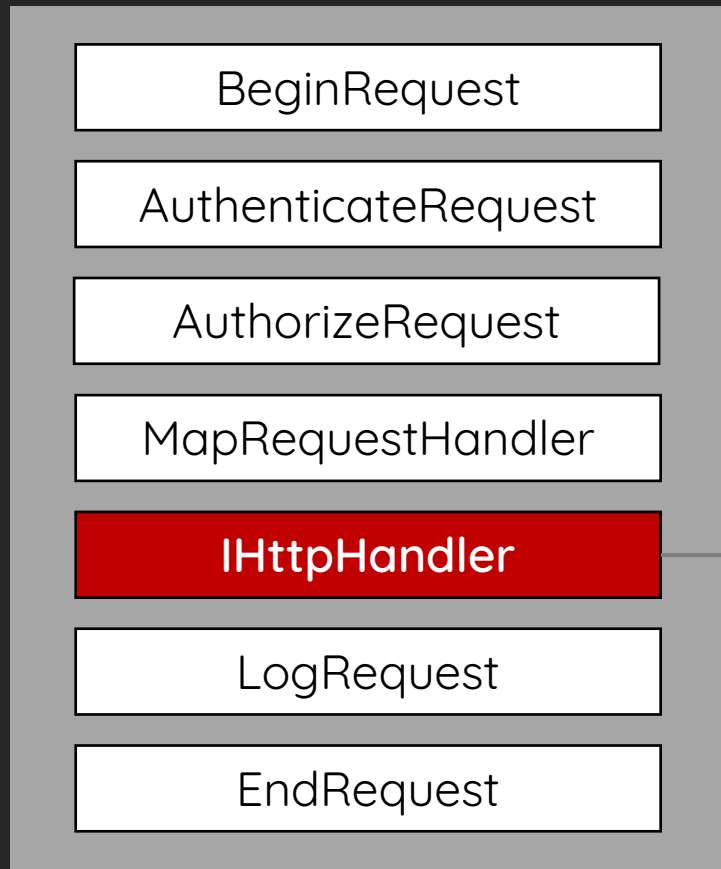 BeginRequest
AuthenticateRequest
AuthorizeRequest
MapRequestHandler
IHttpHandler
LogRequest
EndRequest